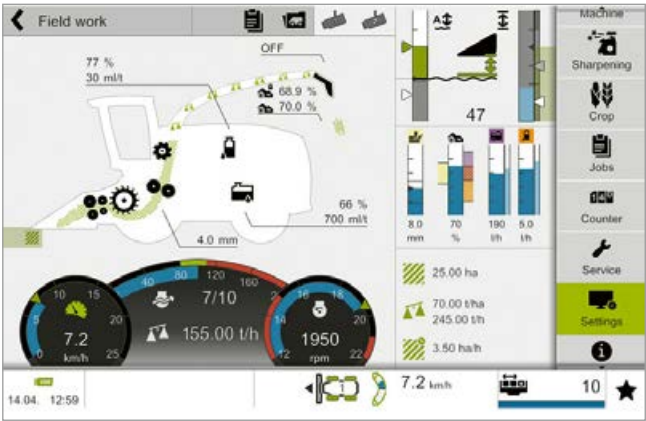 Field work
OFF
77 %
30 ml/t
68.9 %
70.0 %
66 %
700 ml/t
4.0 mm
47
8.0
mm
70
%
190
l/h
5.0
l/h
25.00 ha
70.00 t/ha
245.00 t/h
3.50 ha/h
0
5
10
15
20
25
7.2
km/h
40
80
120
160
7/10
155.00 t/h
12
14
16
18
20
22
1950
rpm
Machine
Sharpening
Crop
Jobs
Counter
Service
Settings
14.04. 12:59
1
7.2 km/h
10